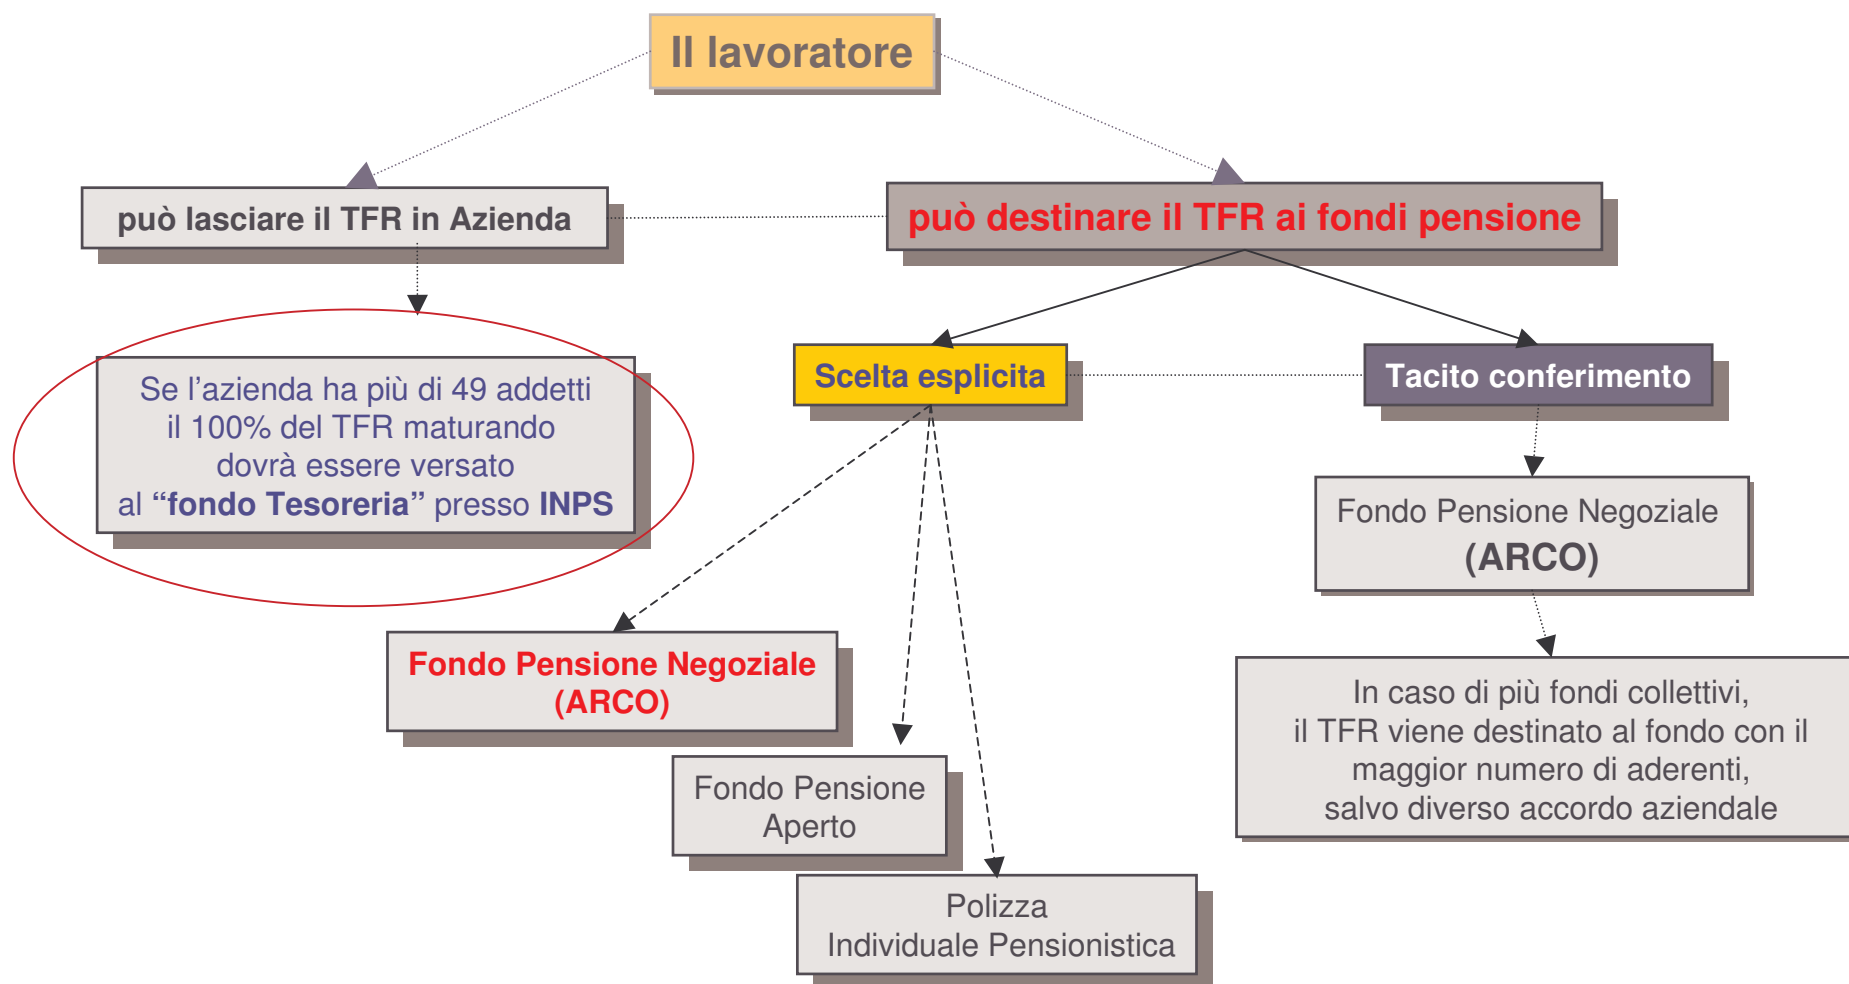 Il lavoratore
può lasciare il TFR in Azienda
può destinare il TFR ai fondi pensione
Se l’azienda ha più di 49 addetti
il 100% del TFR maturando
dovrà essere versato
al “fondo Tesoreria” presso INPS
Scelta esplicita
Tacito conferimento
Fondo Pensione Negoziale
(ARCO)
Fondo Pensione
Aperto
Polizza
Individuale Pensionistica
Fondo Pensione Negoziale
(ARCO)
In caso di più fondi collettivi,
il TFR viene destinato al fondo con il
maggior numero di aderenti,
salvo diverso accordo aziendale